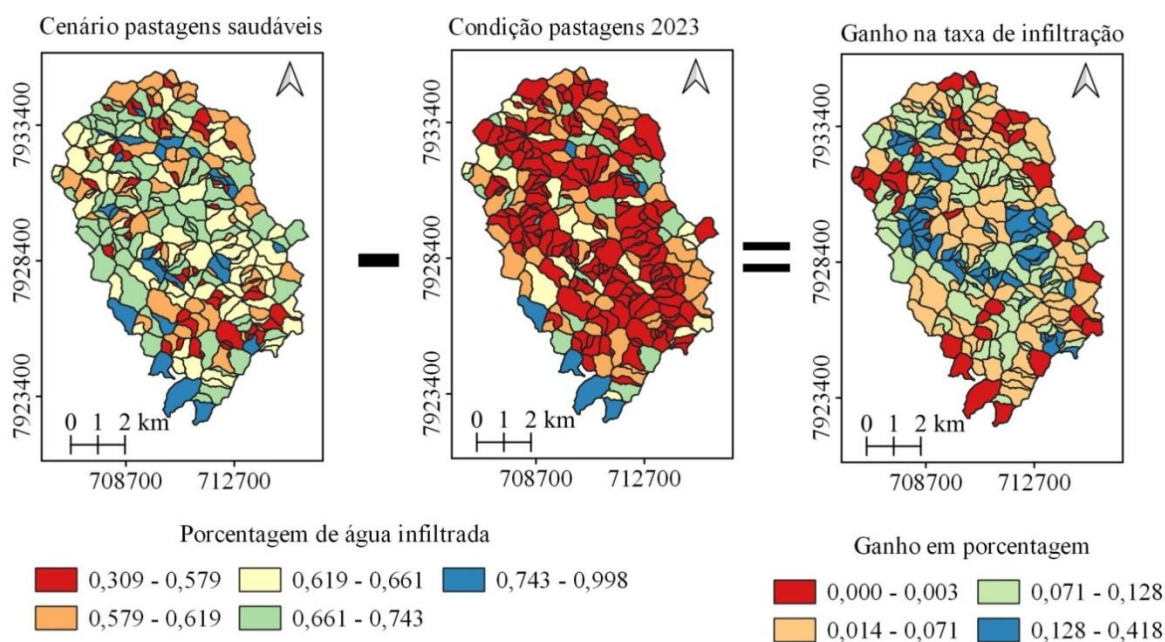 Cenário pastagens saudáveis
Condição pastagens 2023
Ganho na taxa de infiltração
7933400
7928400
7923400
0 1 2 km
708700 712700
7933400
7928400
7923400
0 1 2 km
708700 712700
7933400
7928400
7923400
0 1 2 km
708700 712700
Porcentagem de água infiltrada
0,309 - 0,579
0,619 - 0,661
0,743 - 0,998
0,579 - 0,619
0,661 - 0,743
Ganho em porcentagem
0,000 - 0,003
0,071 - 0,128
0,014 - 0,071
0,128 - 0,418